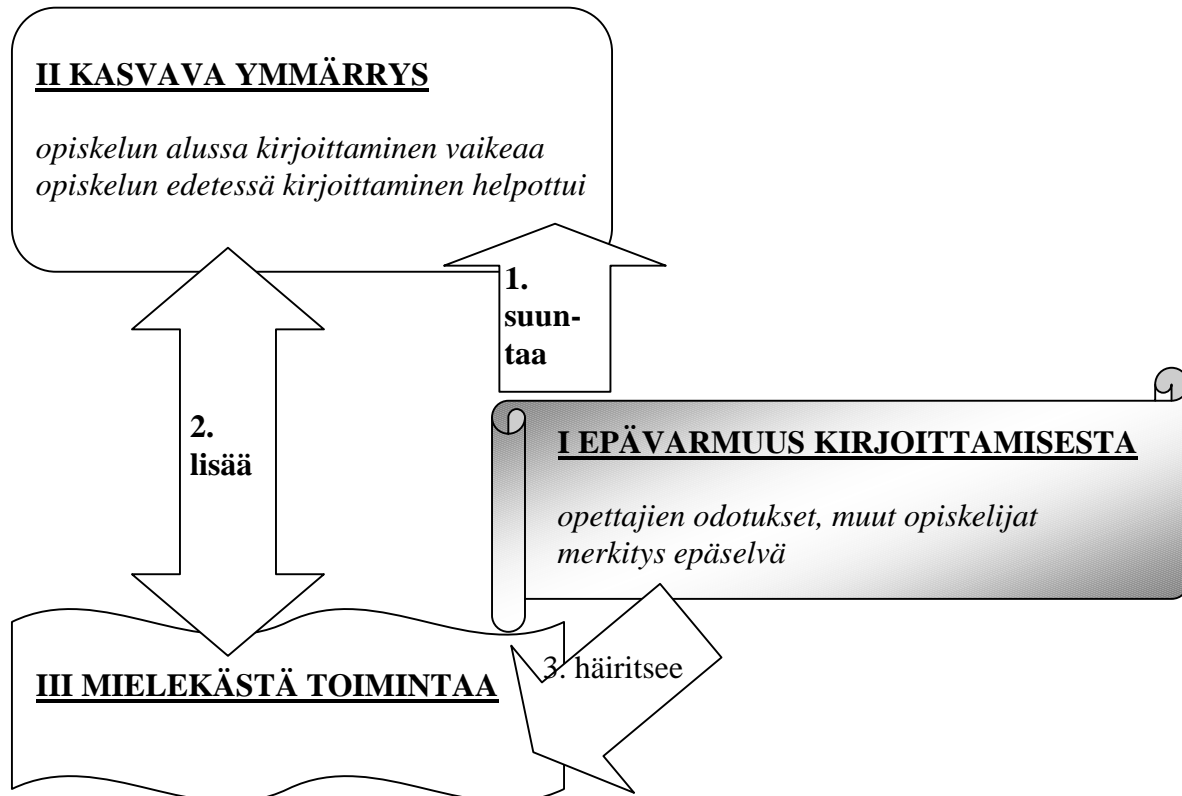 II KASVAVA YMMÄRRYS
opiskelun alussa kirjoittaminen vaikeaa
opiskelun edetessä kirjoittaminen helpottui
1.
suun-
taa
2.
lisää
I EPÄVARMUUS KIRJOITTAMISESTA
opettajien odotukset, muut opiskelijat
merkitys epäselvä
3. häiritsee
III MIELEKÄSTÄ TOIMINTAA